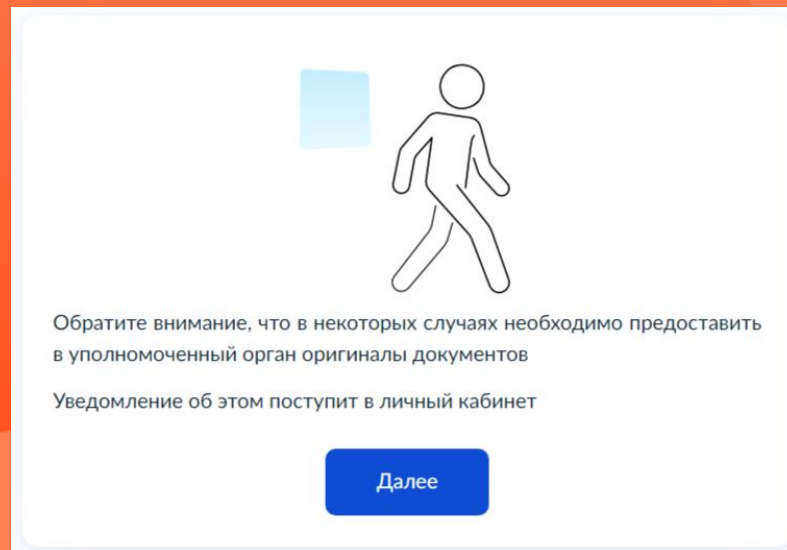 Обратите внимание, что в некоторых случаях необходимо предоставить
в уполномоченный орган оригиналы документов
Уведомление об этом поступит в личный кабинет
Далее